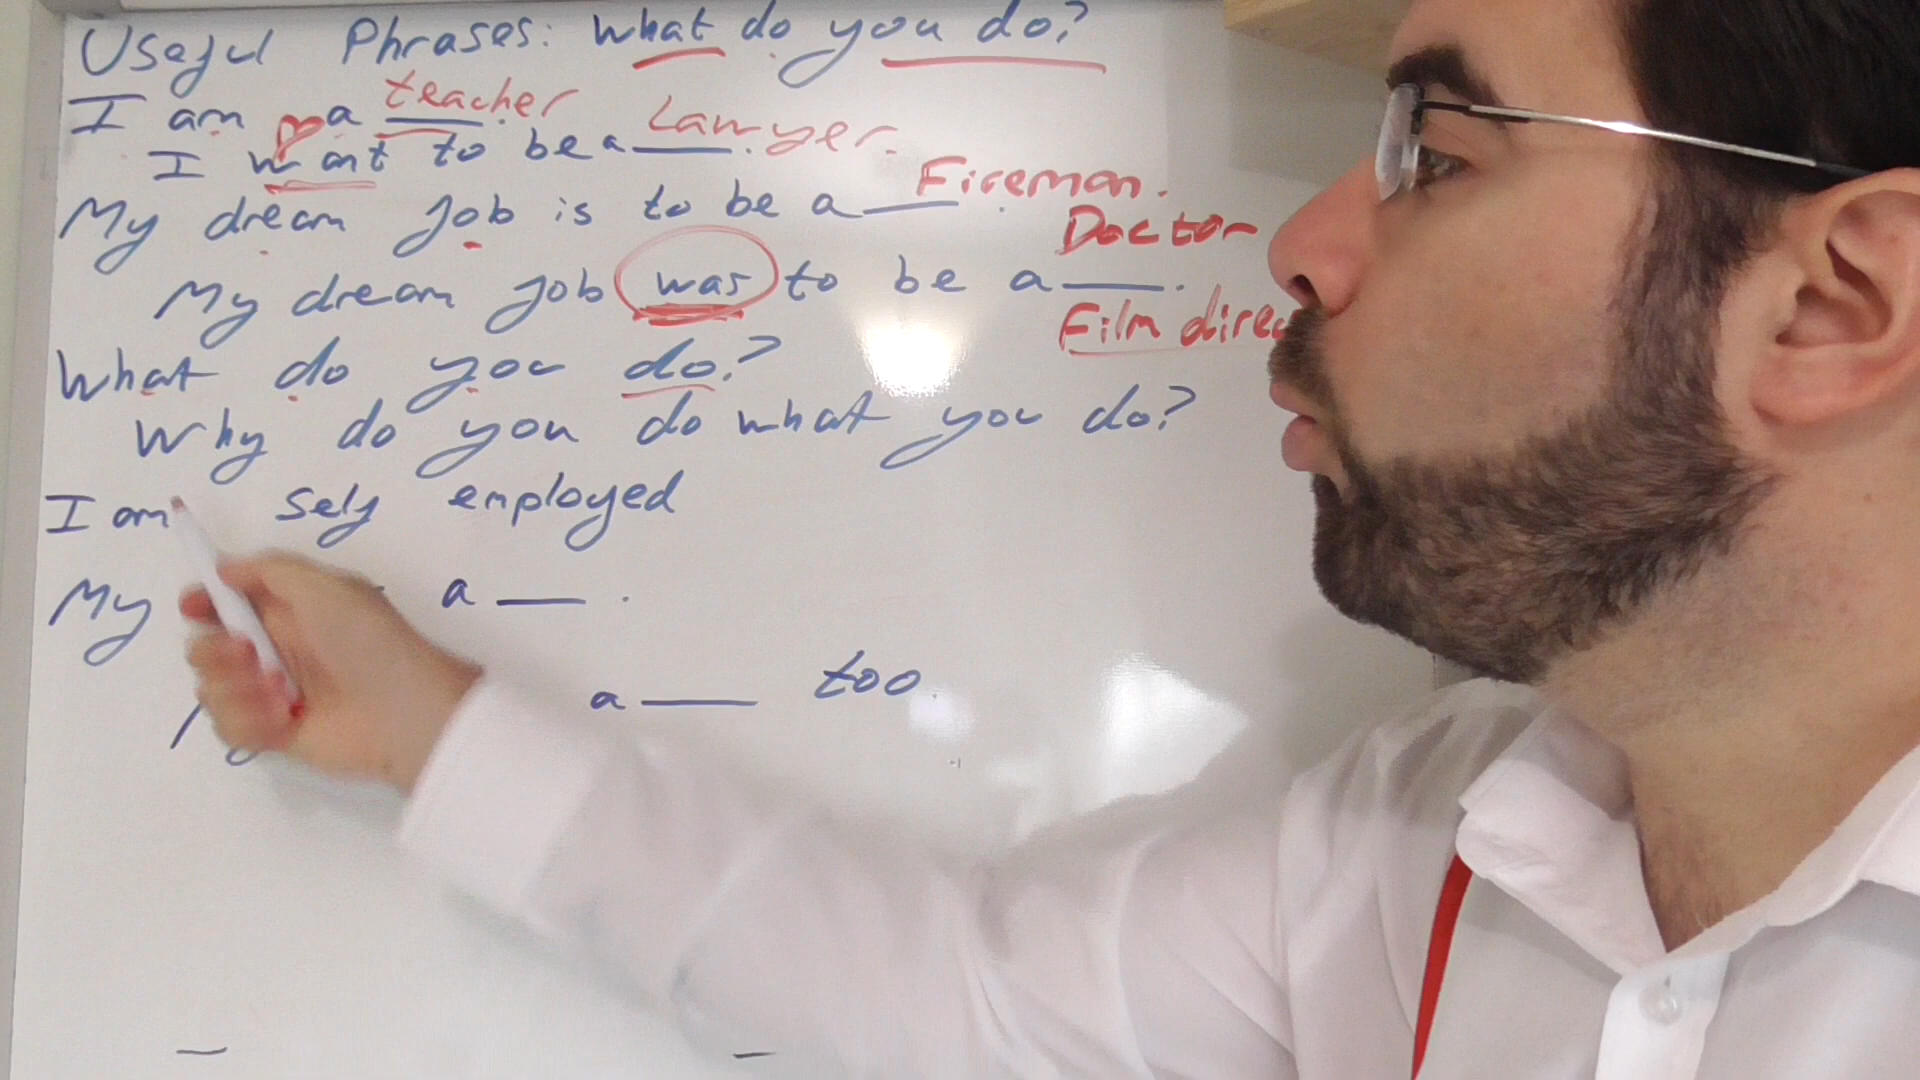 Useful Phrases: What do you do?
I am a teacher.
I want to be a Lawyer.
My dream job is to be a Fireman.
Doctor
My dream job was to be a ___.
Film direc
What do you do?
Why do you do what you do?
I am self employed
My a ___.
a ___ too.